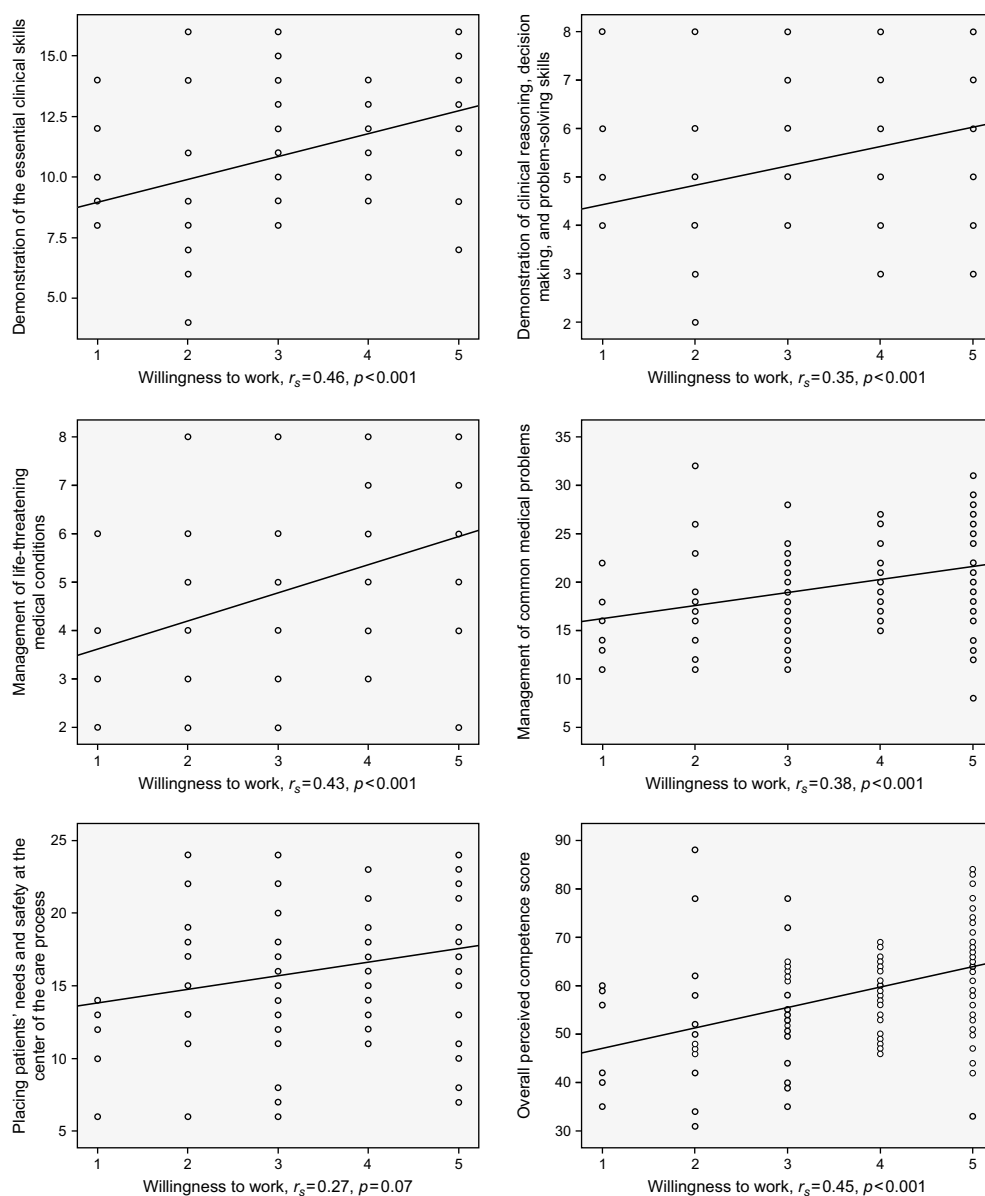 Demonstration of the essential clinical skills
15.0
12.5
10.0
7.5
5.0
1 2 3 4 5
Willingness to work, rs=0.46, p<0.001
Demonstration of clinical reasoning, decision
making, and problem-solving skills
8
7
6
5
4
3
2
1 2 3 4 5
Willingness to work, rs=0.35, p<0.001
Management of life-threatening
medical conditions
8
7
6
5
4
3
2
1 2 3 4 5
Willingness to work, rs=0.43, p<0.001
Management of common medical problems
35
30
25
20
15
10
5
1 2 3 4 5
Willingness to work, rs=0.38, p<0.001
Placing patients’ needs and safety at the
center of the care process
25
20
15
10
5
1 2 3 4 5
Willingness to work, rs=0.27, p=0.07
Overall perceived competence score
90
80
70
60
50
40
30
1 2 3 4 5
Willingness to work, rs=0.45, p<0.001